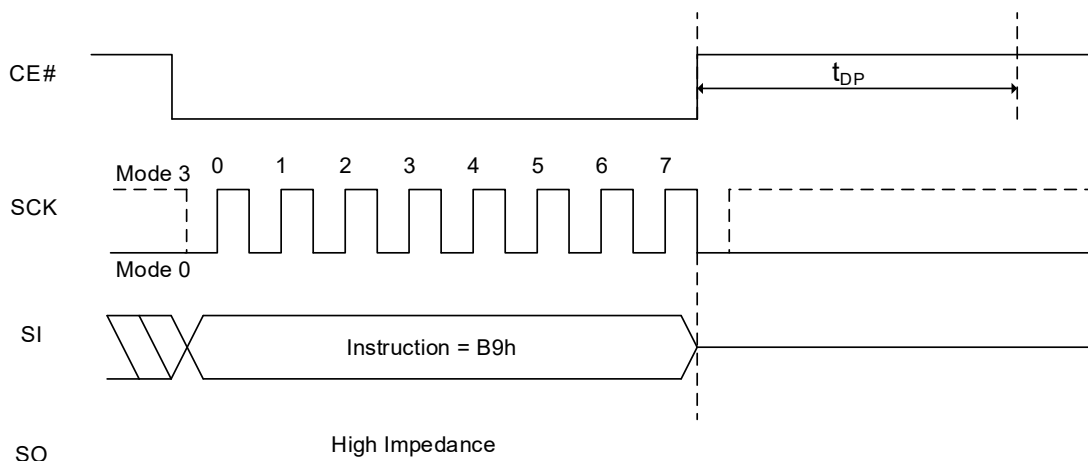 CE#
tDP
Mode 3
0 1 2 3 4 5 6 7
SCK
Mode 0
SI
Instruction = B9h
High Impedance
SO